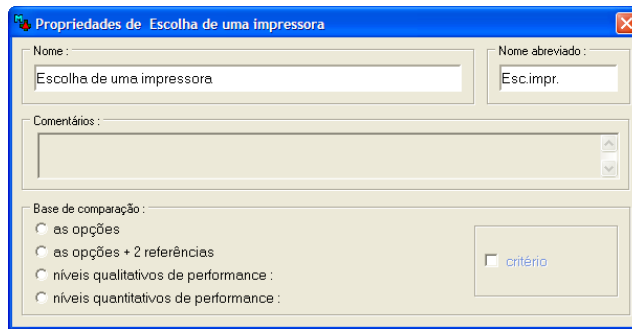 Propriedades de Escolha de uma impressora
Nome :
Nome abreviado :
Escolha de uma impressora
Esc.impr.
Comentários :
Base de comparação :
as opções
as opções + 2 referências
níveis qualitativos de performance :
níveis quantitativos de performance :
critério